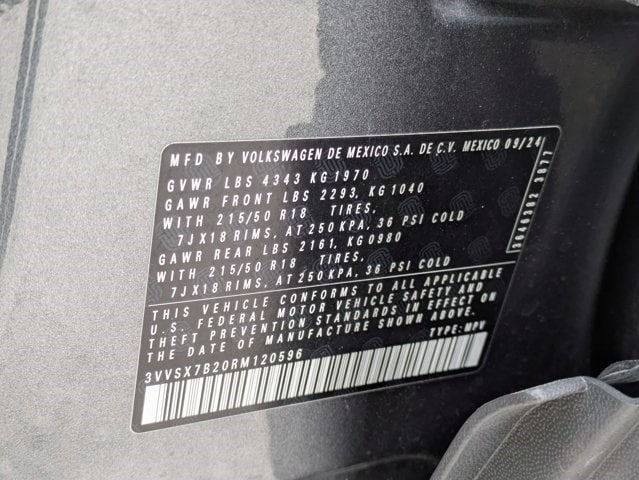 MFD BY VOLKSWAGEN DE MEXICO S.A. DE C.V. MEXICO 09/24
GVWR LBS 4343 KG 1970
GAWR FRONT LBS 2293, KG 1040
WITH 215/50 R18 TIRES,
7JX18 RIMS, AT 250 KPA, 36 PSI COLD
GAWR REAR LBS 2161, KG 0980
WITH 215/50 R18 TIRES,
7JX18 RIMS, AT 250 KPA, 36 PSI COLD
THIS VEHICLE CONFORMS TO ALL APPLICABLE
U.S. FEDERAL MOTOR VEHICLE SAFETY AND
THEFT PREVENTION STANDARDS IN EFFECT ON
THE DATE OF MANUFACTURE SHOWN ABOVE.
TYPE: MPV
3VVSX7B20RM120596